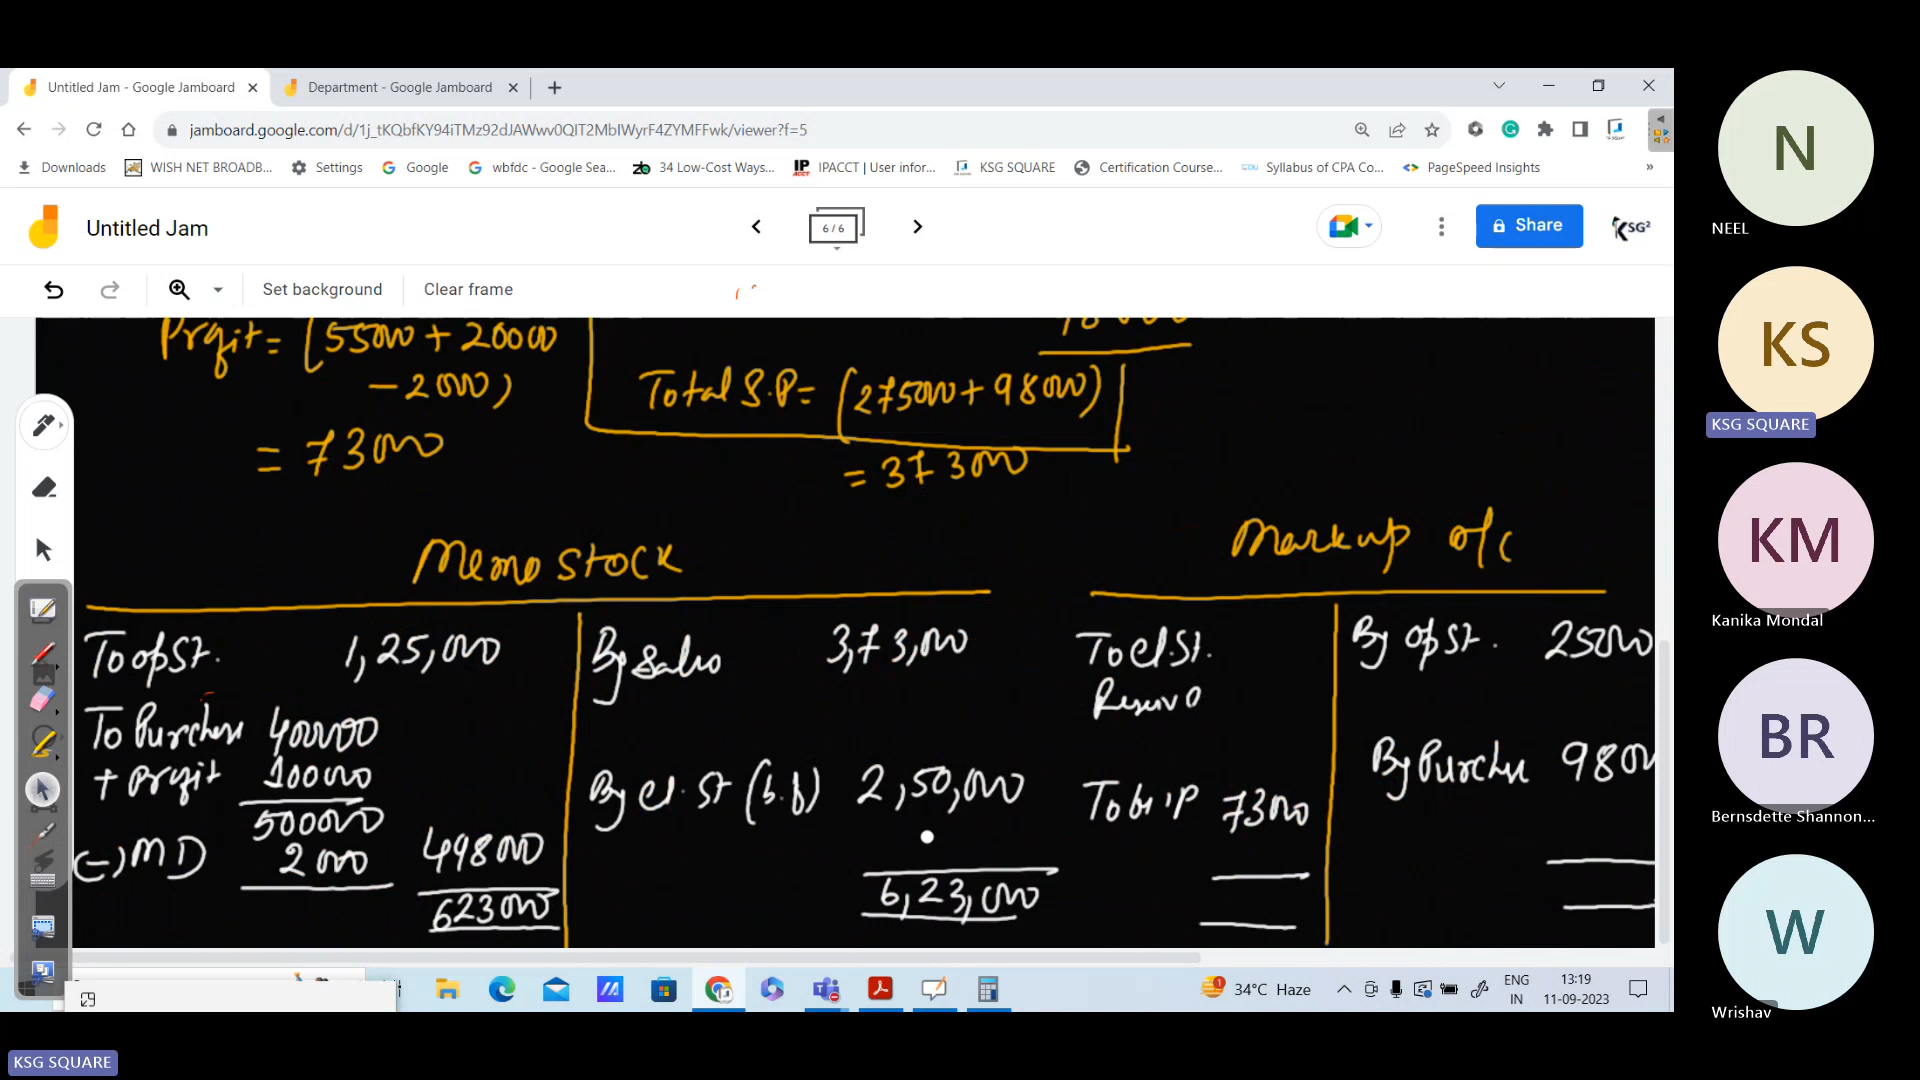 Untitled Jam - Google Jamboard
Department - Google Jamboard
jamboard.google.com/d/1j_tKQbfKY94iTMz92dJAWwv0QIT2MbIWyrF4ZYMFFwk/viewer?f=5
Downloads
WISH NET BROADB...
Settings
Google
wbfdc - Google Sea...
34 Low-Cost Ways...
IPACCT | User infor...
KSG SQUARE
Certification Course...
Syllabus of CPA Co...
PageSpeed Insights
»
Untitled Jam
6 / 6
Share
KSG²
Set background
Clear frame
Profit = (55000 + 20000
- 2000)
= 73000
Total S.P = (275000 + 98000)
= 373000
Memo Stock
To op St. 1,25,000
To Purchase 400000
+ Profit 100000
500000
(-) MD 2000 498000
623000
By Sales 3,73,000
By Cl. St (b.f) 2,50,000
6,23,000
Markup a/c
To Cl. St.
Reserve
To Gr. P 73000
By op St. 25000
By Purchase 98000
34°C Haze
ENG
IN
13:19
11-09-2023
N
NEEL
KS
KSG SQUARE
KM
Kanika Mondal
BR
Bernsdette Shannon...
W
Wrishav
KSG SQUARE